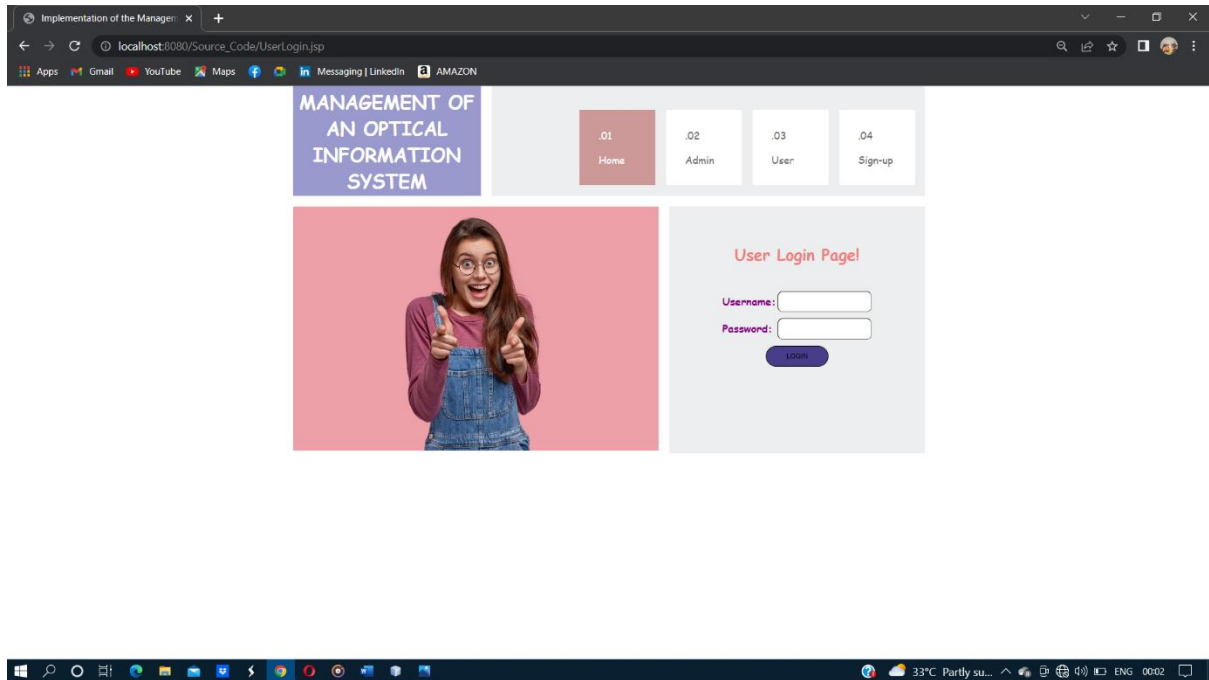 Implementation of the Managem
localhost:8080/Source_Code/UserLogin.jsp
Apps Gmail YouTube Maps Messaging | LinkedIn a AMAZON
MANAGEMENT OF
AN OPTICAL
INFORMATION
SYSTEM
.01 .02 .03 .04
Home Admin User Sign-up
User Login Page!
Username:
Password:
LOGIN
33°C Partly su... ENG 00:02